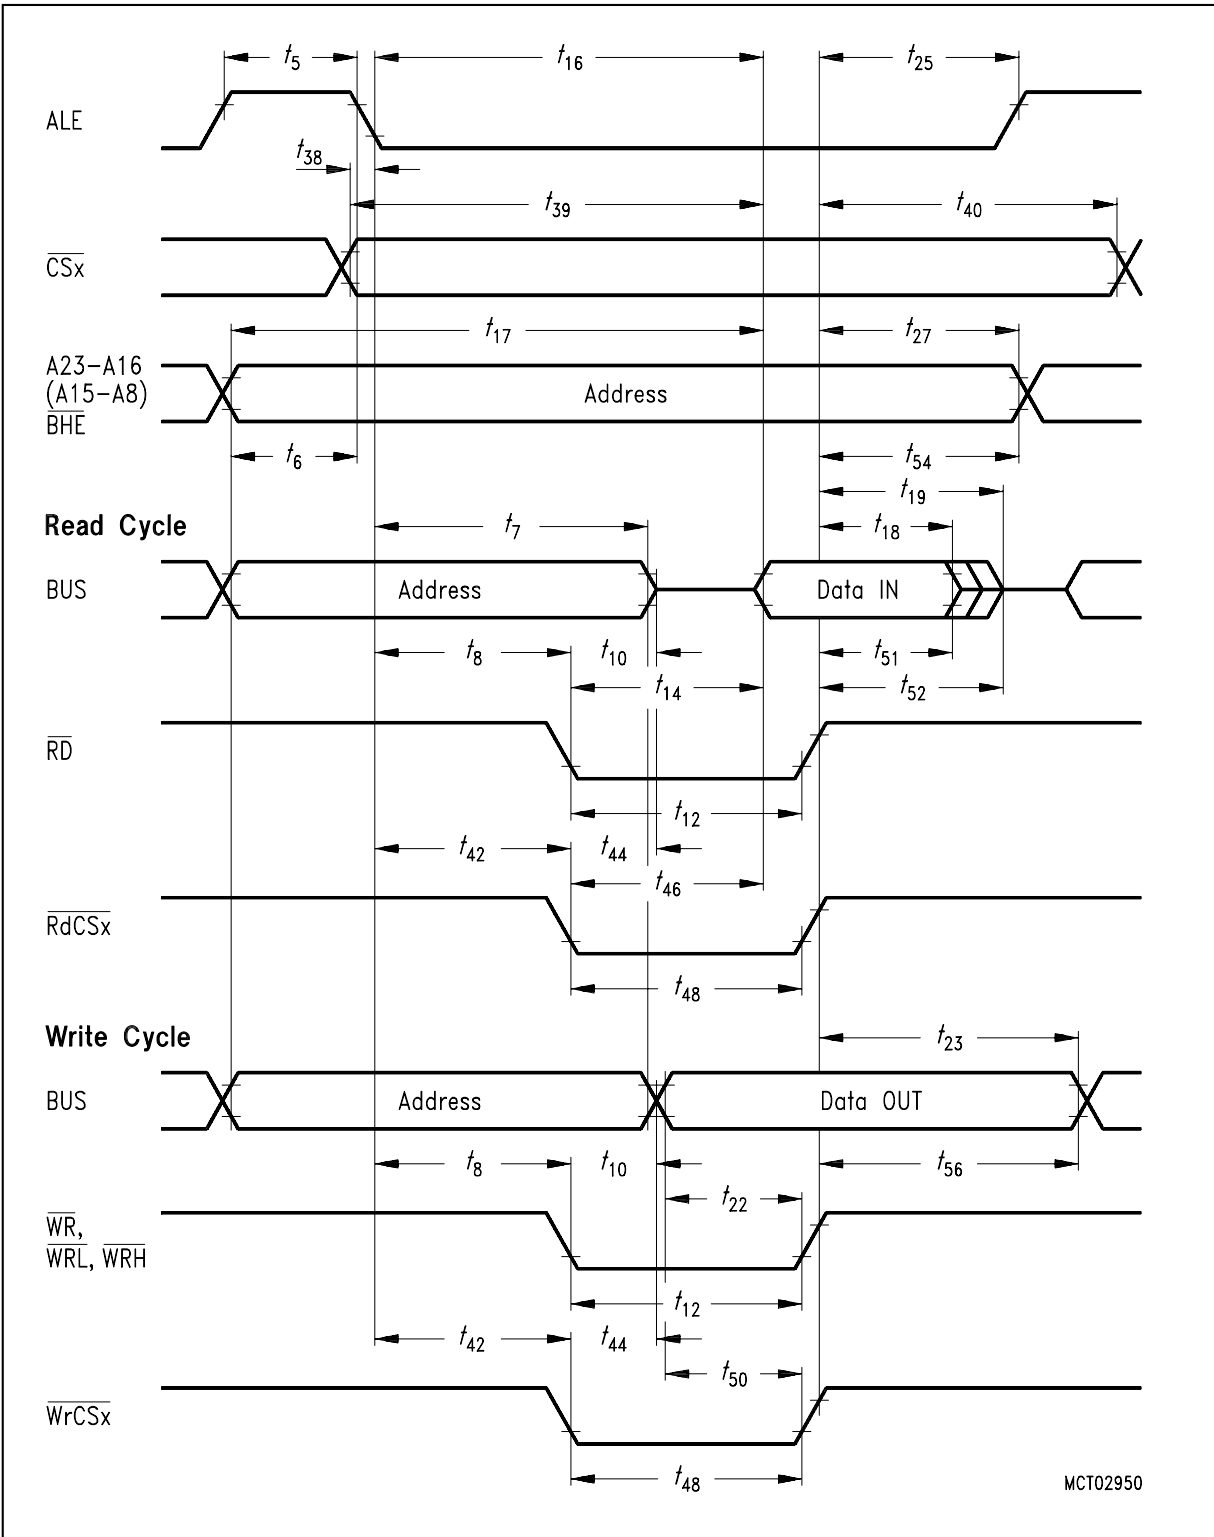 t5 t16 t25
ALE
t38
t39 t40
CSx
t17 t27
A23-A16
(A15-A8)
BHE
Address
t6 t54
t19
Read Cycle
t7 t18
BUS Address Data IN
t8 t10 t51
t14 t52
RD
t12
t42 t44
t46
RdCSx
t48
Write Cycle
t23
BUS Address Data OUT
t8 t10 t56
t22
WR,
WRL, WRH
t12
t42 t44
t50
WrCSx
t48
MCT02950